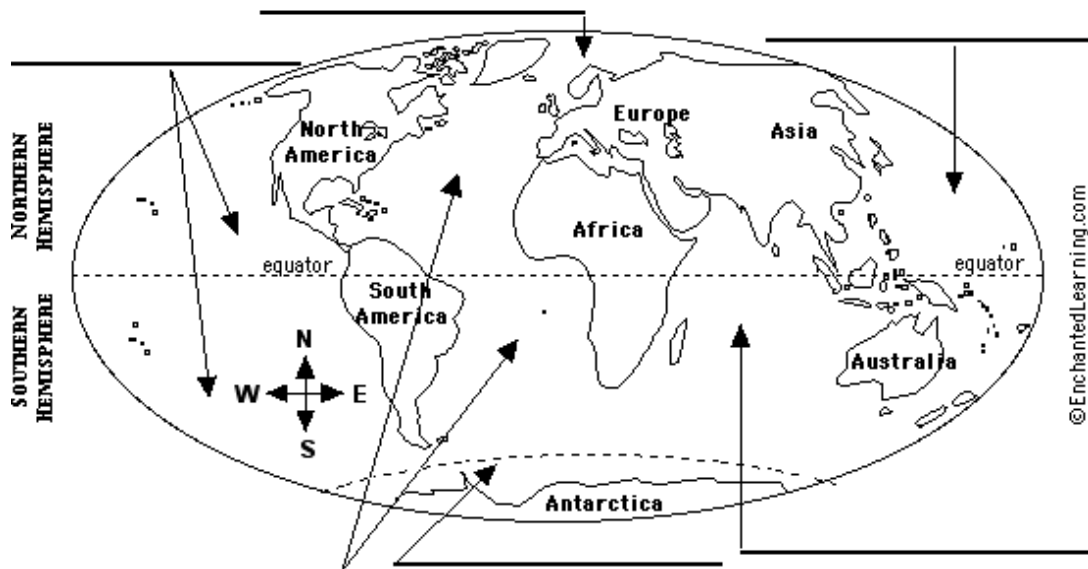 Europe
Asia
North
America
NORTHERN
HEMISPHERE
Africa
equator
equator
South
America
SOUTHERN
HEMISPHERE
N
W
E
S
Australia
Antarctica
©EnchantedLearning.com